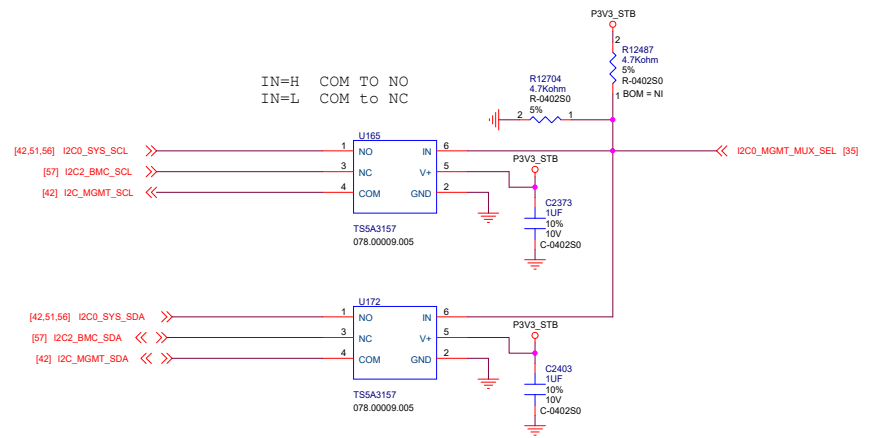 P3V3_STB
2
R12487
4.7Kohm
5%
R-0402S0
1 BOM = NI
IN=H COM TO NO
IN=L COM to NC
R12704
4.7Kohm
R-0402S0
5%
2
1
U165
[42,51,56] I2C0_SYS_SCL
1
NO
IN
6
I2C0_MGMT_MUX_SEL [35]
[57] I2C2_BMC_SCL
3
NC
V+
5
P3V3_STB
[42] I2C_MGMT_SCL
4
COM
GND
2
C2373
1UF
10%
10V
C-0402S0
TS5A3157
078.00009.005
U172
[42,51,56] I2C0_SYS_SDA
1
NO
IN
6
[57] I2C2_BMC_SDA
3
NC
V+
5
P3V3_STB
[42] I2C_MGMT_SDA
4
COM
GND
2
C2403
1UF
10%
10V
C-0402S0
TS5A3157
078.00009.005